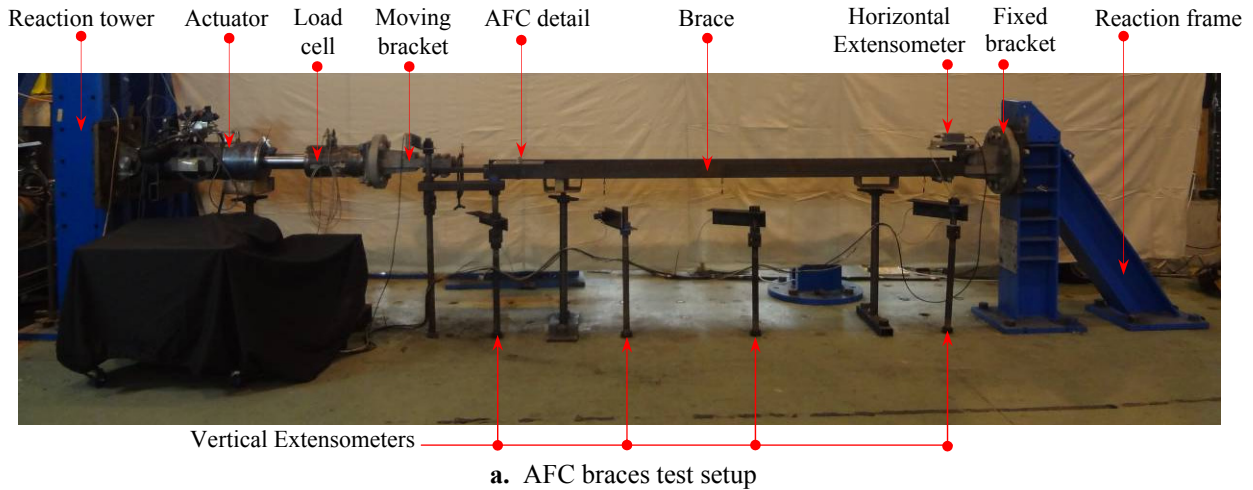 Reaction tower Actuator Load cell Moving bracket AFC detail Brace Horizontal Extensometer Fixed bracket Reaction frame
Vertical Extensometers
a. AFC braces test setup